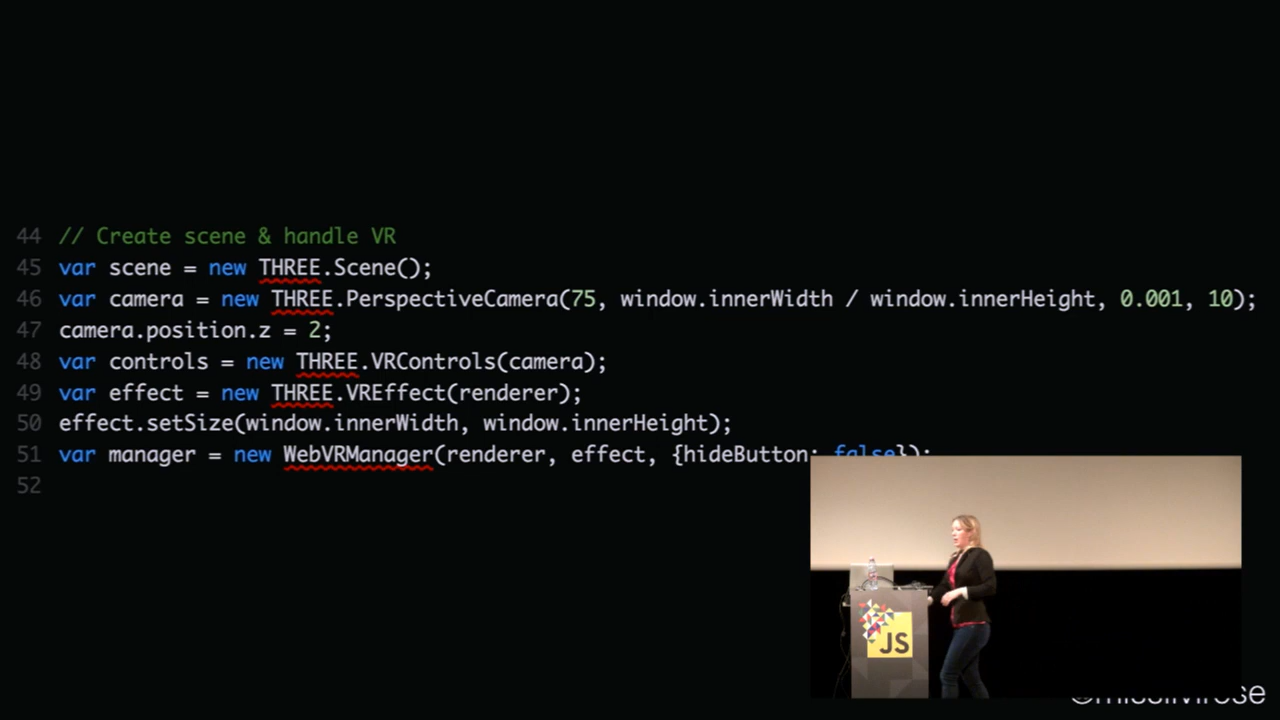 44 // Create scene & handle VR
45 var scene = new THREE.Scene();
46 var camera = new THREE.PerspectiveCamera(75, window.innerWidth / window.innerHeight, 0.001, 10);
47 camera.position.z = 2;
48 var controls = new THREE.VRControls(camera);
49 var effect = new THREE.VREffect(renderer);
50 effect.setSize(window.innerWidth, window.innerHeight);
51 var manager = new WebVRManager(renderer, effect, {hideButton: false});
52
JS